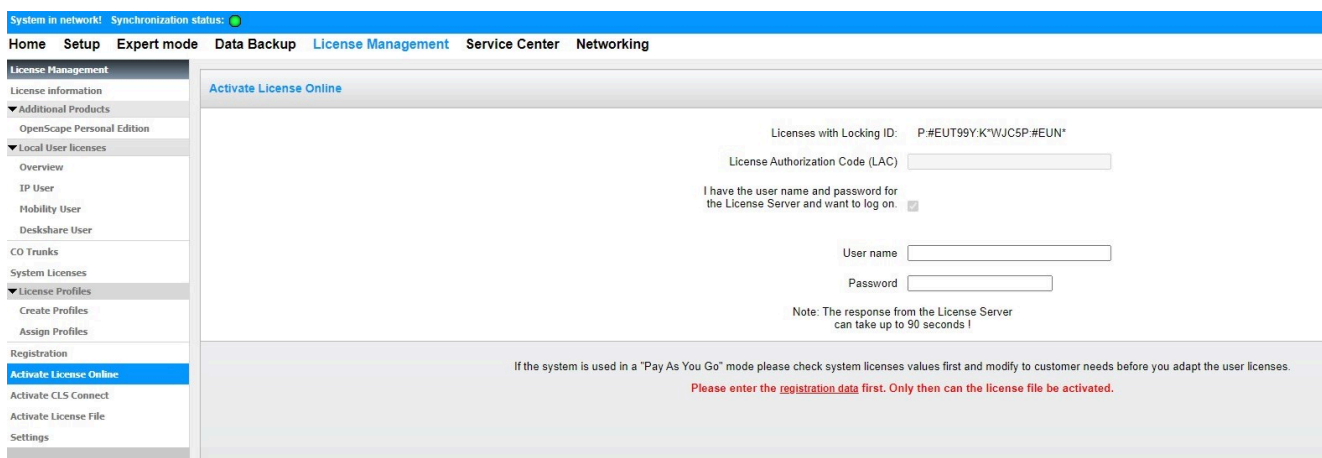 System in network! Synchronization status:
Home Setup Expert mode Data Backup License Management Service Center Networking
License Management
License information
Additional Products
OpenScape Personal Edition
Local User licenses
Overview
IP User
Mobility User
Deskshare User
CO Trunks
System Licenses
License Profiles
Create Profiles
Assign Profiles
Registration
Activate License Online
Activate CLS Connect
Activate License File
Settings
Activate License Online
Licenses with Locking ID: P:#EUT99Y:K*WJC5P:#EUN*
License Authorization Code (LAC)
I have the user name and password for
the License Server and want to log on.
User name
Password
Note: The response from the License Server
can take up to 90 seconds !
If the system is used in a "Pay As You Go" mode please check system licenses values first and modify to customer needs before you adapt the user licenses.
Please enter the registration data first. Only then can the license file be activated.